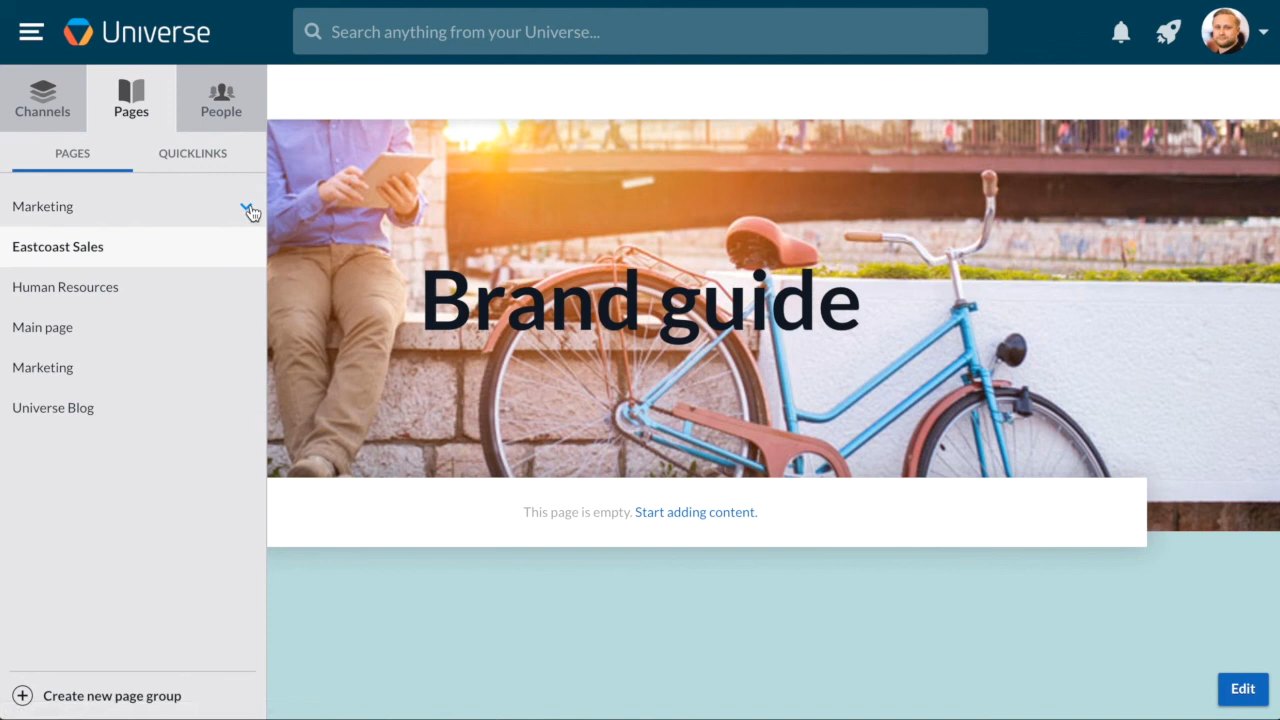 Universe
Search anything from your Universe...
Channels
Pages
People
PAGES
QUICKLINKS
Marketing
Eastcoast Sales
Human Resources
Main page
Marketing
Universe Blog
Create new page group
Brand guide
This page is empty. Start adding content.
Edit